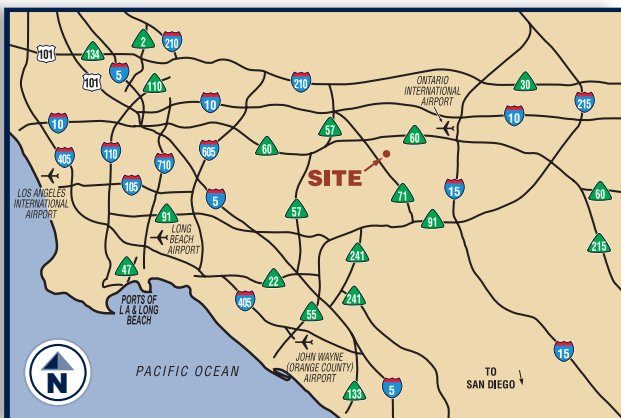 2
210
101
134
5
101
110
210
ONTARIO
INTERNATIONAL
AIRPORT
30
215
10
10
10
57
60
60
405
110
710
605
LOS ANGELES
INTERNATIONAL
AIRPORT
105
5
SITE
71
15
60
91
57
91
LONG
BEACH
AIRPORT
215
241
47
22
PORTS OF
LA & LONG
BEACH
405
241
55
JOHN WAYNE
(ORANGE COUNTY)
AIRPORT
15
N
PACIFIC OCEAN
TO
SAN DIEGO
133
5